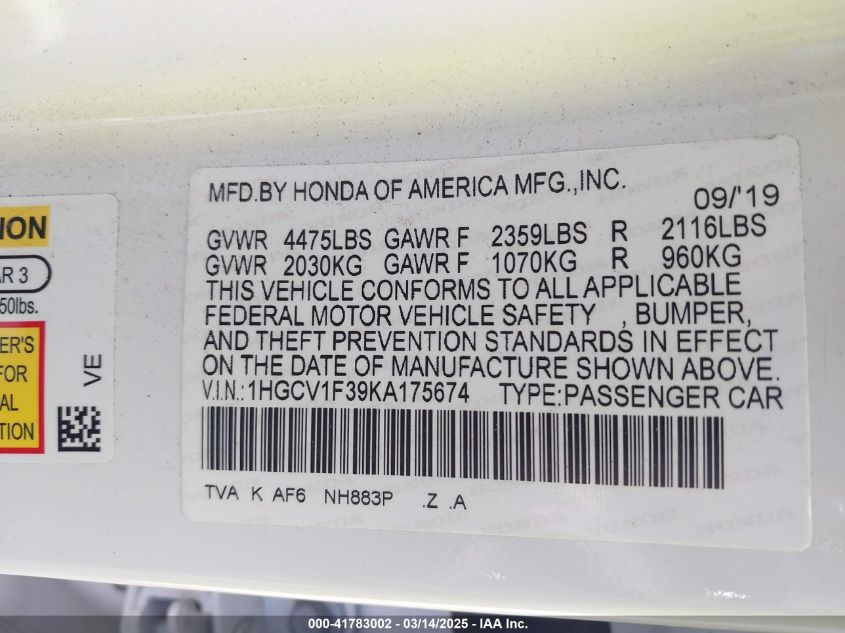 MFD.BY HONDA OF AMERICA MFG.,INC.
09/'19
GVWR 4475LBS GAWR F 2359LBS R 2116LBS
GVWR 2030KG GAWR F 1070KG R 960KG
THIS VEHICLE CONFORMS TO ALL APPLICABLE
FEDERAL MOTOR VEHICLE SAFETY , BUMPER,
AND THEFT PREVENTION STANDARDS IN EFFECT
ON THE DATE OF MANUFACTURE SHOWN ABOVE.
V.I.N.:1HGCV1F39KA175674 TYPE:PASSENGER CAR
TVA K AF6 NH883P .Z .A
ION
AR 3
50lbs.
ER'S
FOR
AL
TION
VE
000-41783002 - 03/14/2025 - IAA Inc.